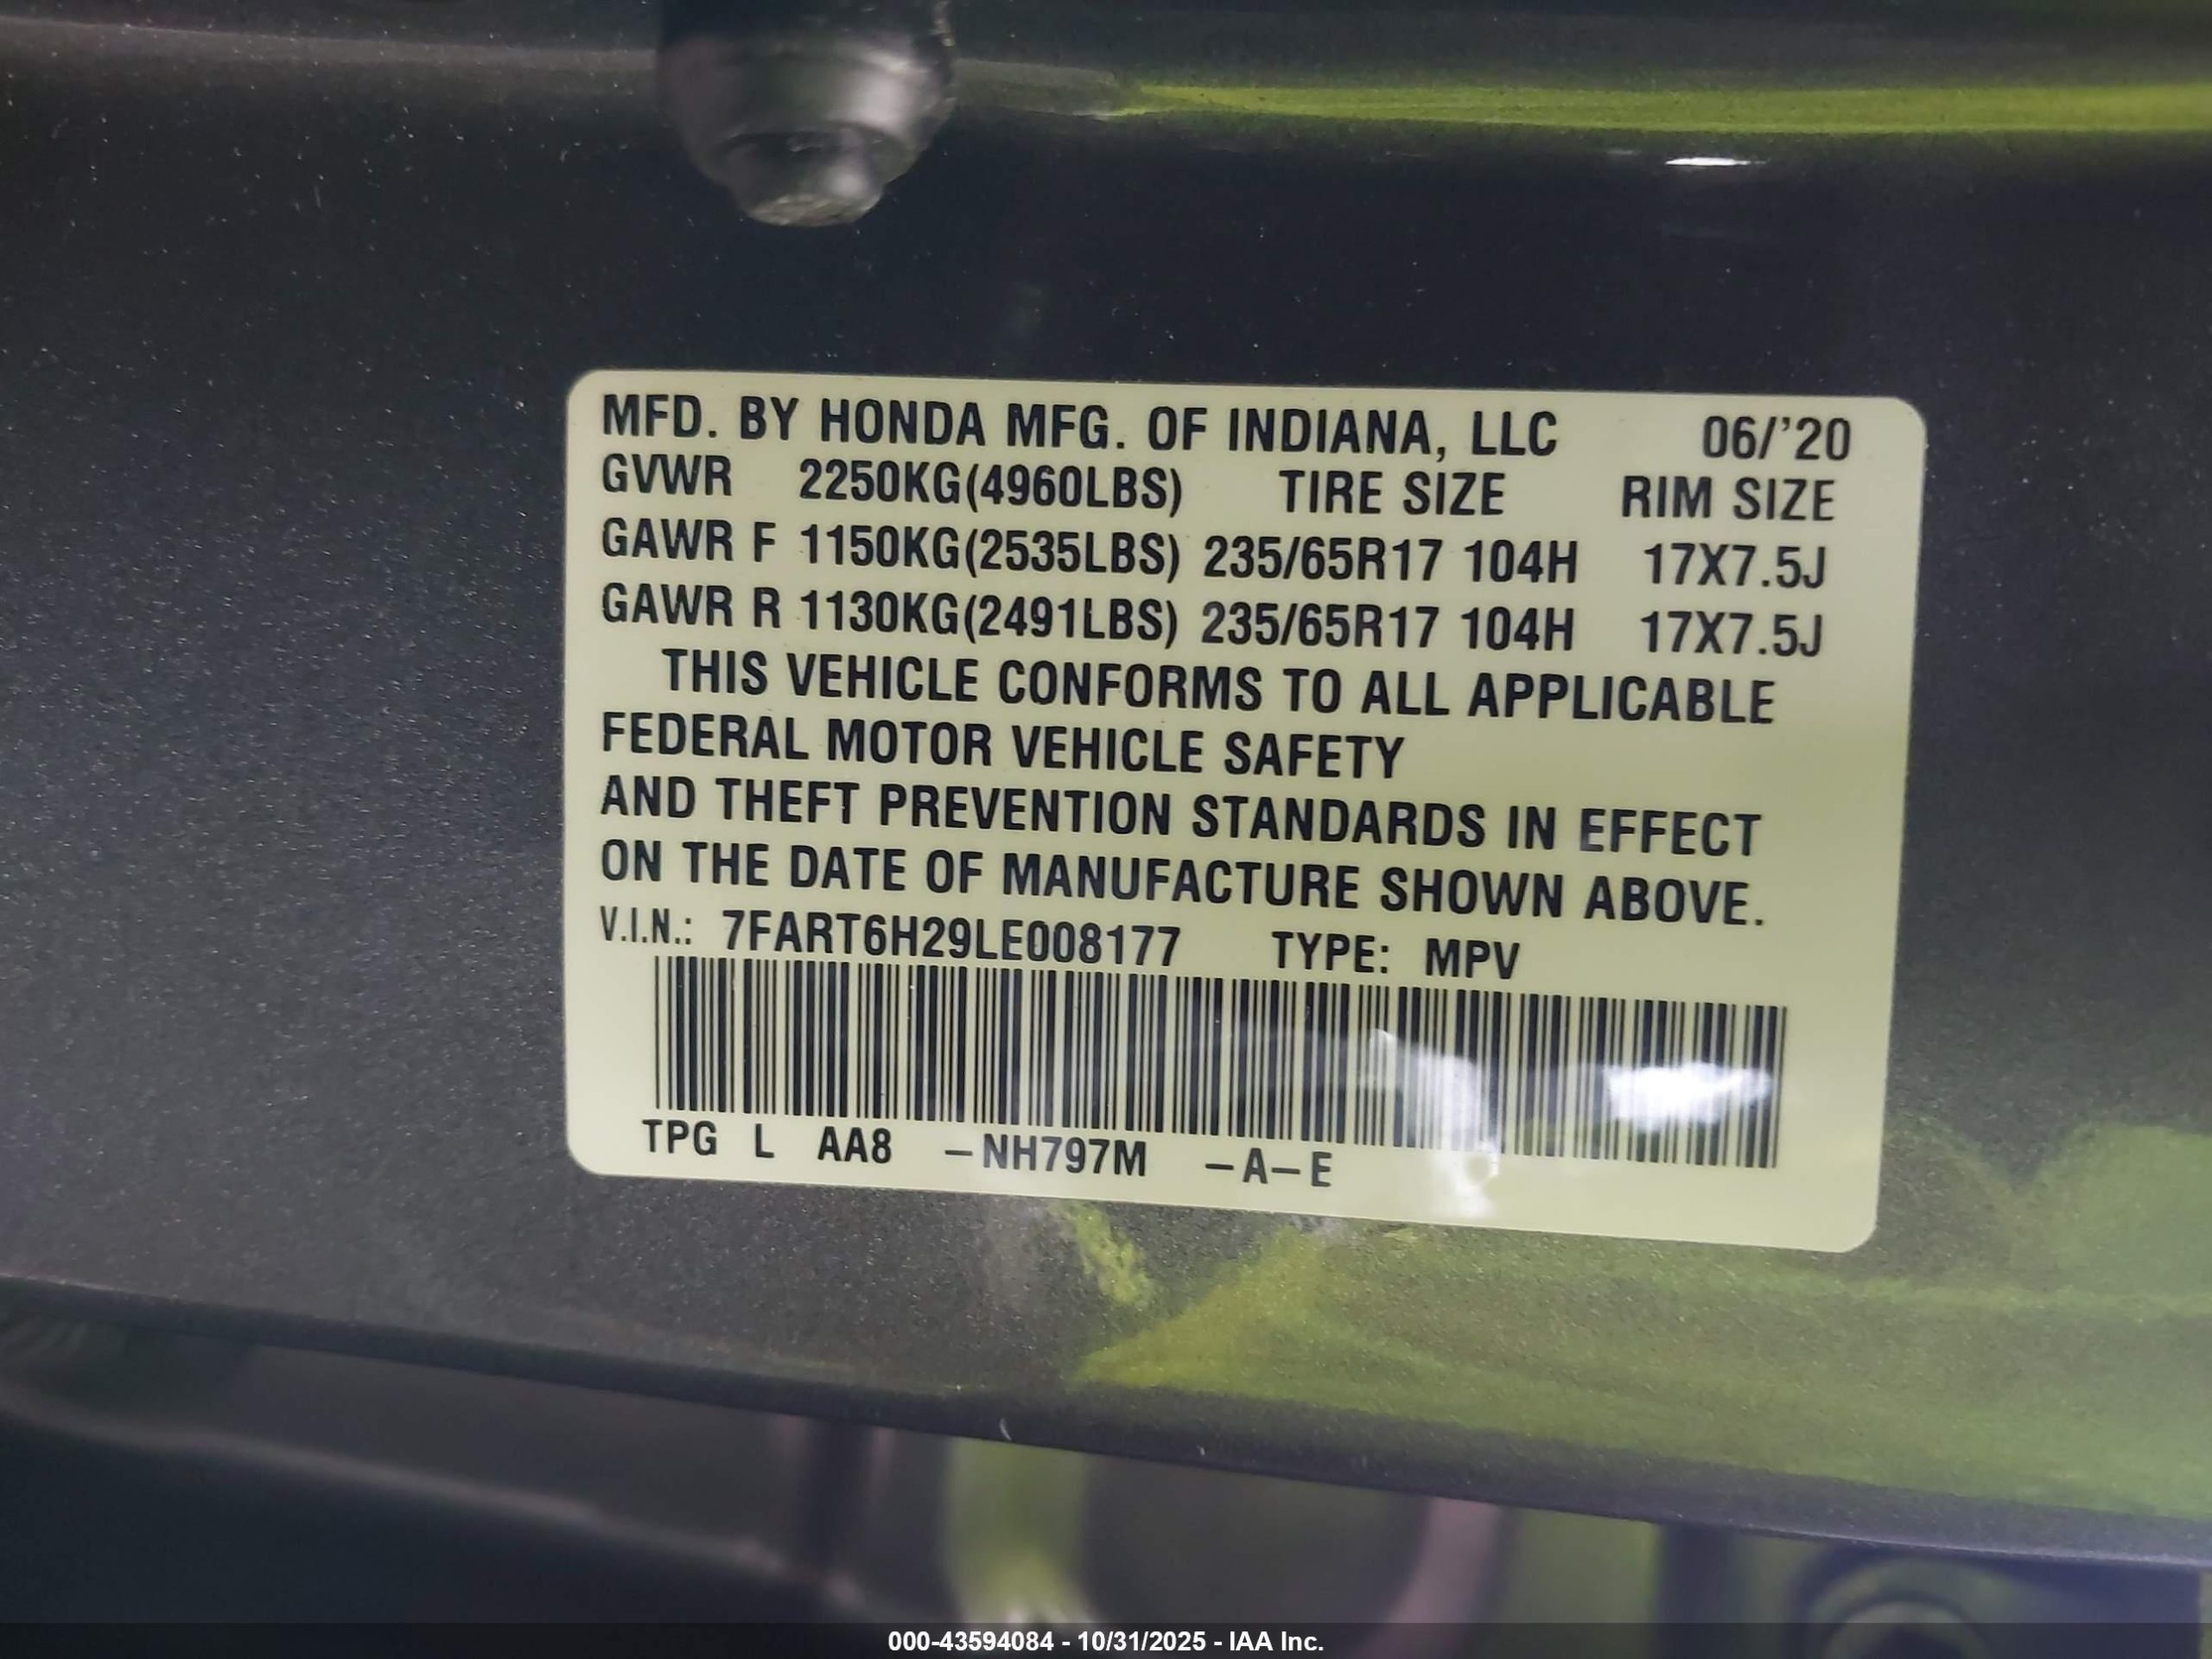 MFD. BY HONDA MFG. OF INDIANA, LLC 06/'20
GVWR 2250KG(4960LBS) TIRE SIZE RIM SIZE
GAWR F 1150KG(2535LBS) 235/65R17 104H 17X7.5J
GAWR R 1130KG(2491LBS) 235/65R17 104H 17X7.5J
THIS VEHICLE CONFORMS TO ALL APPLICABLE
FEDERAL MOTOR VEHICLE SAFETY
AND THEFT PREVENTION STANDARDS IN EFFECT
ON THE DATE OF MANUFACTURE SHOWN ABOVE.
V.I.N.: 7FART6H29LE008177 TYPE: MPV
TPG L AA8 –NH797M –A–E
000-43594084 - 10/31/2025 - IAA Inc.